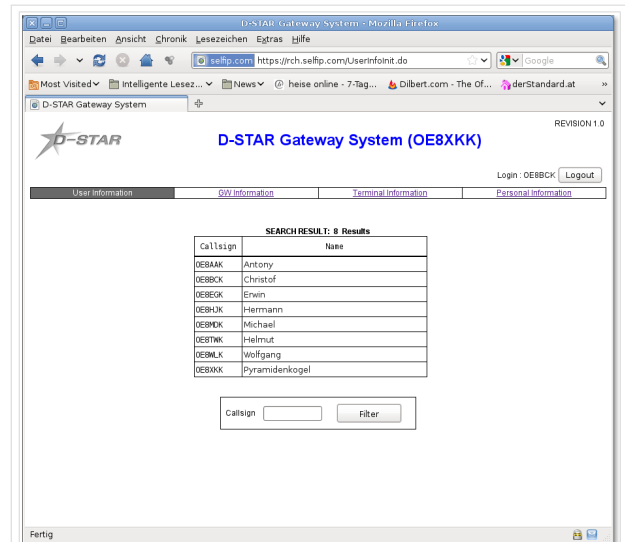 D-STAR Gateway System - Mozilla Firefox
Datei Bearbeiten Ansicht Chronik Lesezeichen Extras Hilfe
selfip.com https://rch.selfip.com/UserInfoInit.do Google
Most Visited Intelligente Lesez... News heise online - 7-Tag... Dilbert.com - The Of... derStandard.at »
D-STAR Gateway System
REVISION 1.0
D-STAR
D-STAR Gateway System (OE8XKK)
Login : OE8BCK Logout
User Information GW Information Terminal Information Personal Information
SEARCH RESULT: 8 Results
Callsign Name
OE8AAK Antony
OE8BCK Christof
OE8EGK Erwin
OE8HJK Hermann
OE8MDK Michael
OE8TWK Helmut
OE8WLK Wolfgang
OE8XKK Pyramidenkogel
Callsign Filter
Fertig